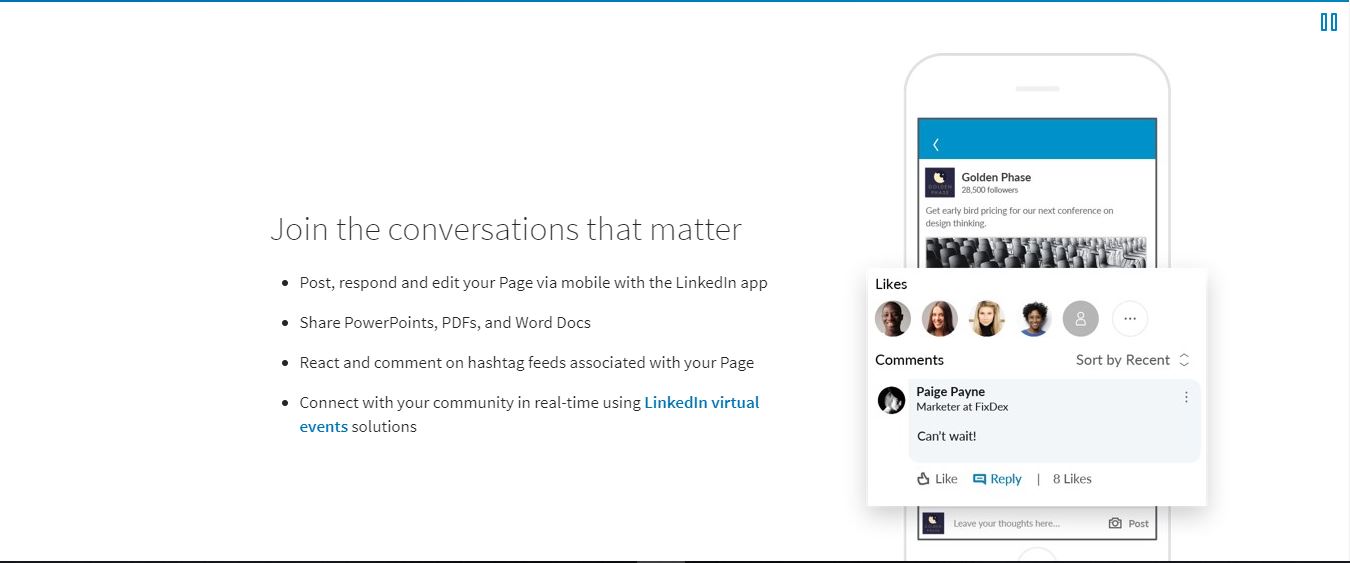 Join the conversations that matter
Post, respond and edit your Page via mobile with the LinkedIn app
Share PowerPoints, PDFs, and Word Docs
React and comment on hashtag feeds associated with your Page
Connect with your community in real-time using LinkedIn virtual
events solutions
Golden Phase
28,500 followers
GOLDEN
PHASE
Get early bird pricing for our next conference on
design thinking.
Likes
Comments
Sort by Recent
Paige Payne
Marketer at FixDex
Can't wait!
Like
Reply
| 8 Likes
Leave your thoughts here...
Post